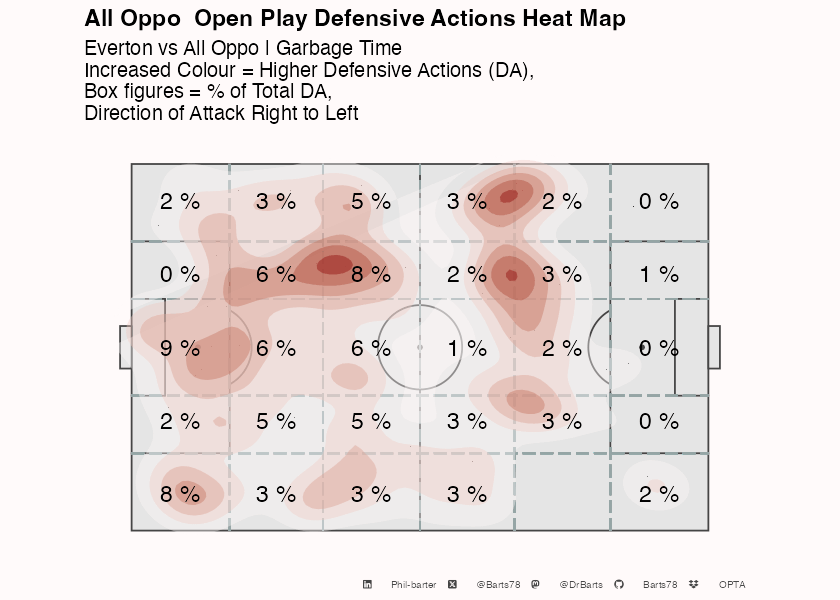 All Oppo  Open Play Defensive Actions Heat Map
Everton vs All Oppo I Garbage Time
Increased Colour = Higher Defensive Actions (DA),
Box figures = % of Total DA,
Direction of Attack Right to Left
2 % 3 % 5 % 3 % 2 % 0 %
0 % 6 % 8 % 2 % 3 % 1 %
9 % 6 % 6 % 1 % 2 % 0 %
2 % 5 % 5 % 3 % 3 % 0 %
8 % 3 % 3 % 3 % 2 %
Phil-barter @Barts78 @DrBarts Barts78 OPTA